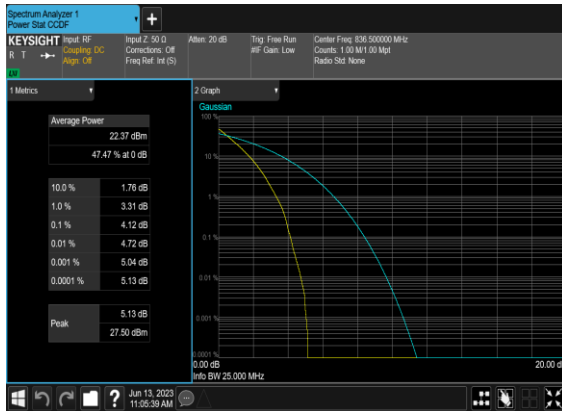 Spectrum Analyzer 1
Power Stat CCDF
+
KEYSIGHT
R T
Input: RF
Coupling: DC
Align: Off
Input Z: 50 Ω
Corrections: Off
Freq Ref: Int (S)
Atten: 20 dB
Trig: Free Run
#IF Gain: Low
Center Freq: 836.500000 MHz
Counts: 1.00 M/1.00 Mpt
Radio Std: None
1 Metrics
Average Power
22.37 dBm
47.47 % at 0 dB
10.0 % 1.76 dB
1.0 % 3.31 dB
0.1 % 4.12 dB
0.01 % 4.72 dB
0.001 % 5.04 dB
0.0001 % 5.13 dB
Peak
5.13 dB
27.50 dBm
2 Graph
Gaussian
100 %
10 %
1 %
0.1 %
0.01 %
0.001 %
0.0001 %
0.00 dB 20.00 d
Info BW 25.000 MHz
?
Jun 13, 2023
11:05:39 AM